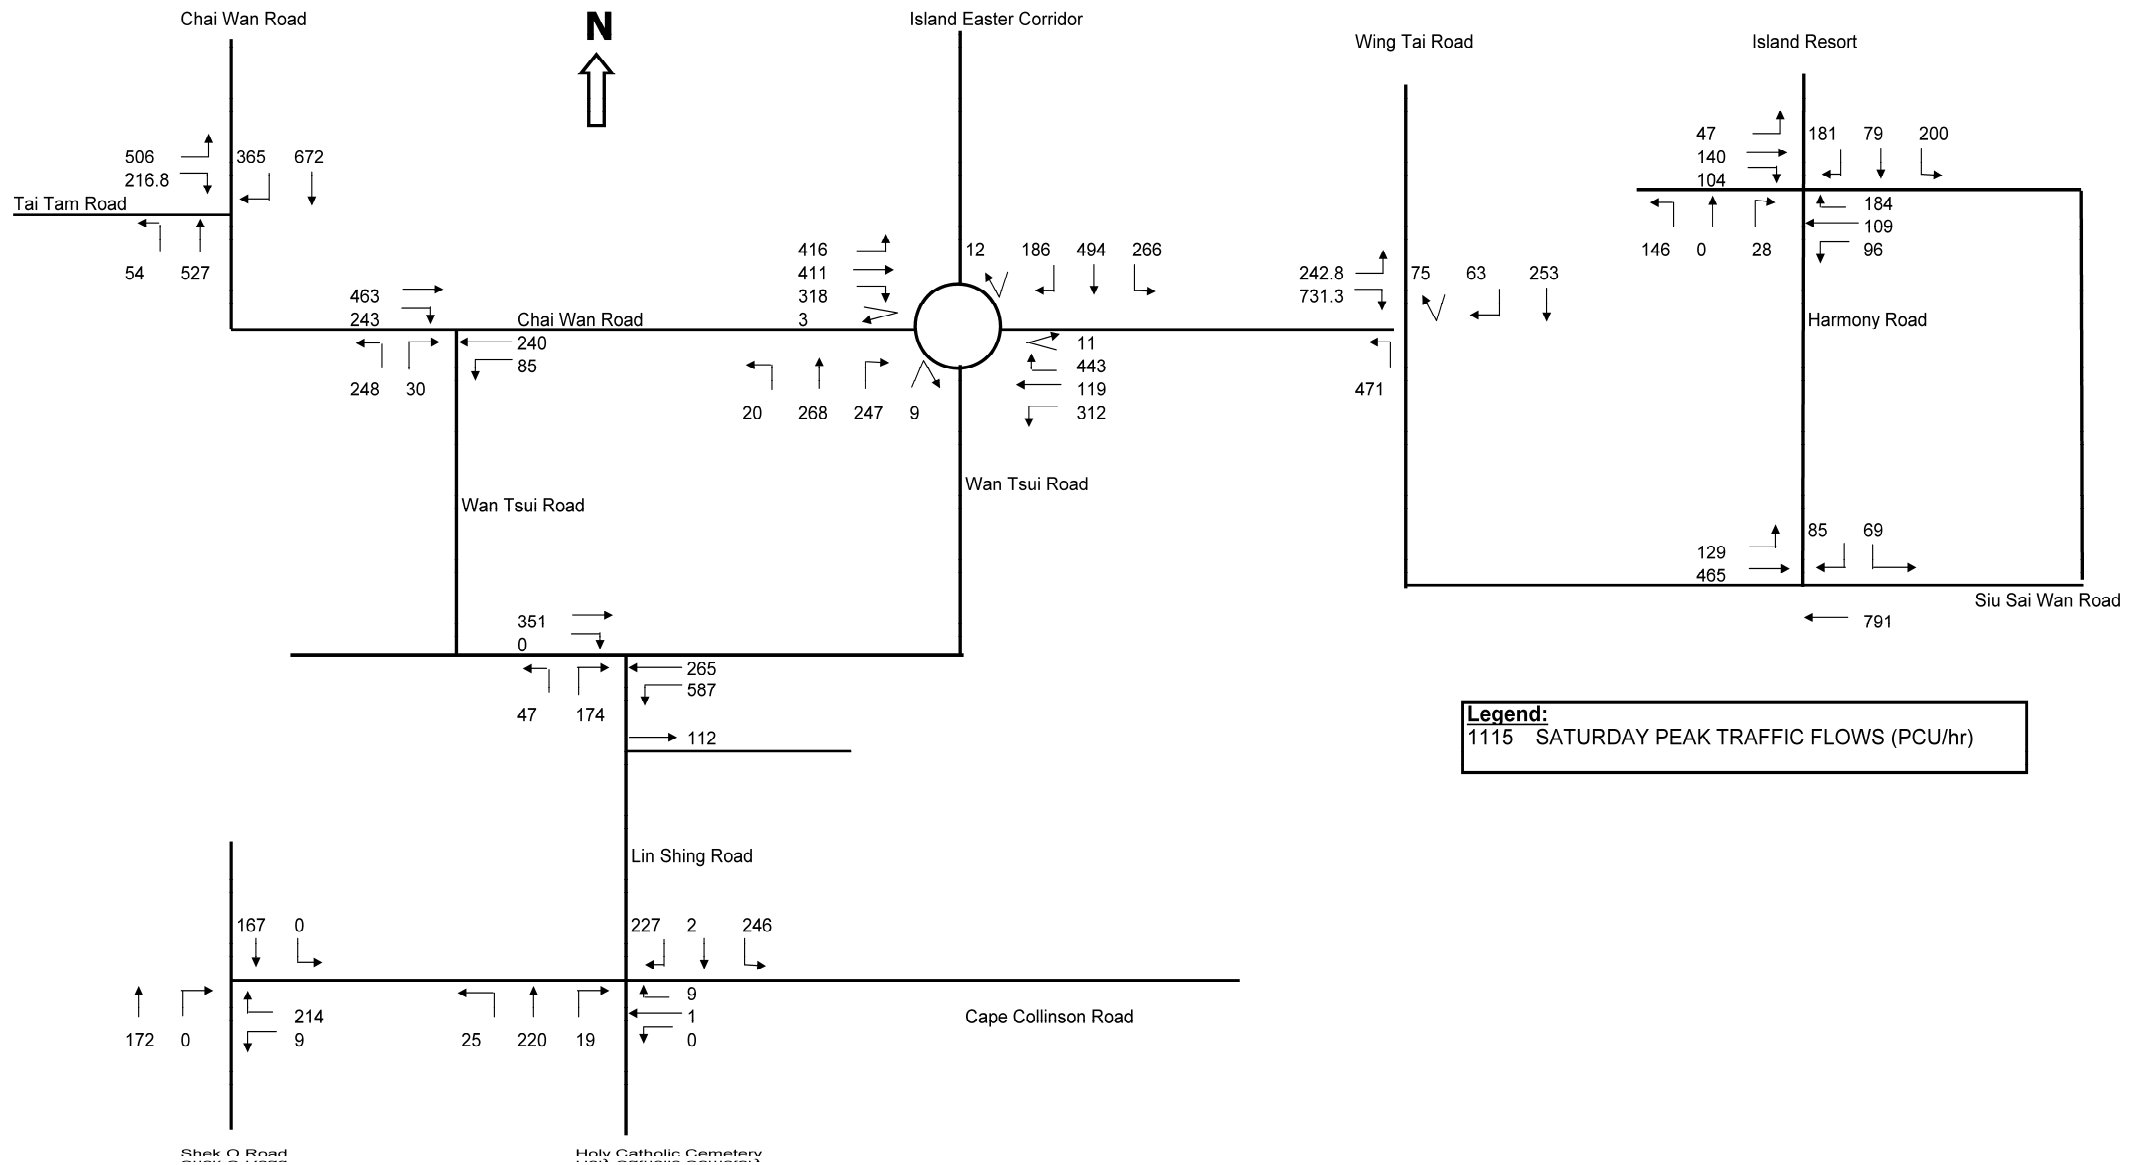 Chai Wan Road
N
Island Easter Corridor
Wing Tai Road
Island Resort
506
216.8
365 672
Tai Tam Road
54 527
463
243
Chai Wan Road
240
85
248 30
416
411
318
3
12 186 494 266
11
443
119
312
20 268 247 9
242.8
731.3
75 63 253
471
47
140
104
181 79 200
184
109
96
146 0 28
Harmony Road
Wan Tsui Road
Wan Tsui Road
129
465
85 69
Siu Sai Wan Road
791
351
0
265
587
47 174
112
Legend:
1115 SATURDAY PEAK TRAFFIC FLOWS (PCU/hr)
Lin Shing Road
167 0
227 2 246
214
9
172 0
9
1
0
25 220 19
Cape Collinson Road
Shek O Road
Holy Catholic Cemetery